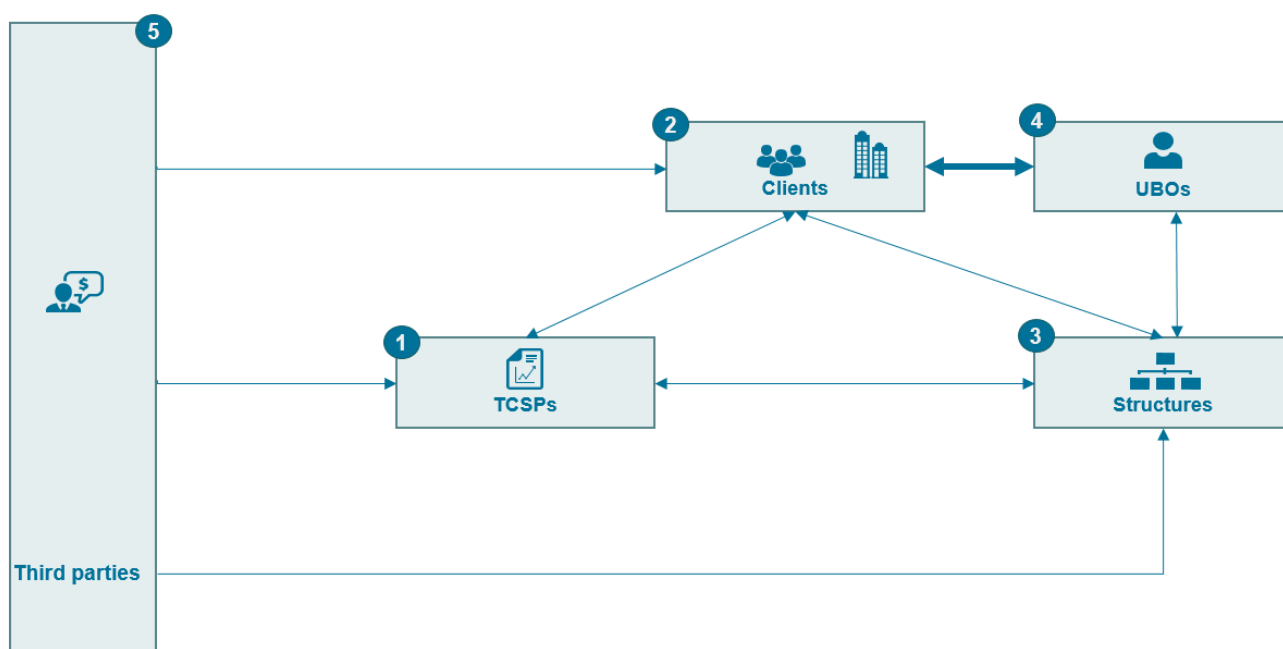 5
2
Clients
4
UBOs
1
TCSPs
3
Structures
$
Third parties